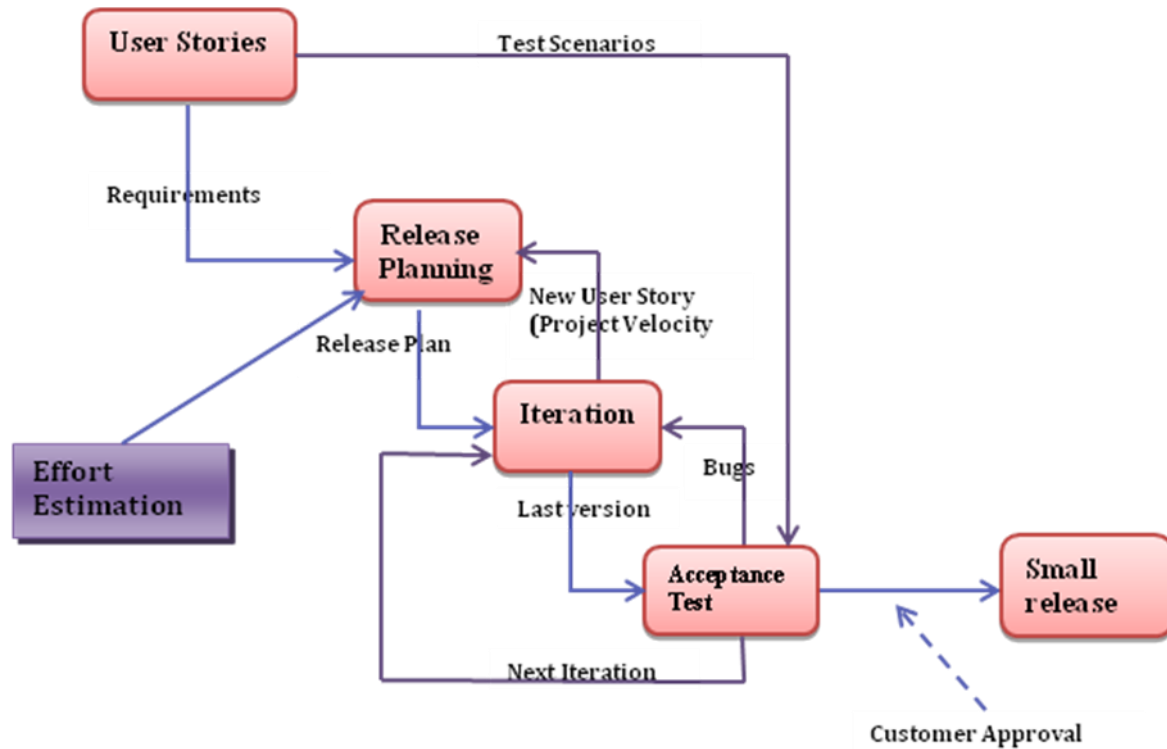 User Stories
Test Scenarios
Requirements
Release
Planning
New User Story
(Project Velocity
Release Plan
Iteration
Effort
Estimation
Bugs
Last version
Acceptance
Test
Small
release
Next Iteration
Customer Approval